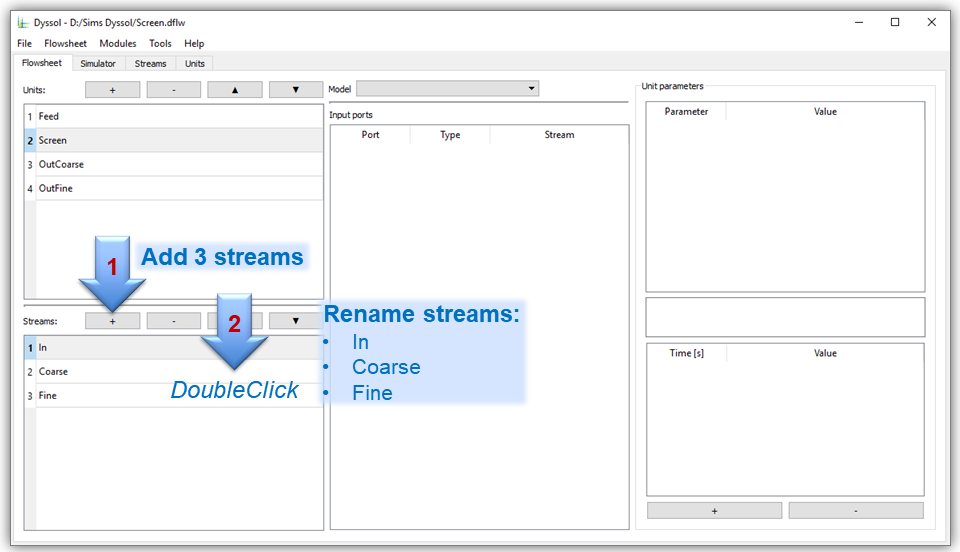 Dyssol - D:/Sims Dyssol/Screen.dflw
File Flowsheet Modules Tools Help
Flowsheet Simulator Streams Units
Units: + - ▲ ▼
1 Feed
2 Screen
3 OutCoarse
4 OutFine
1 Add 3 streams
Streams: + - ▼
1 In
2 Coarse
3 Fine
2
DoubleClick
Model
Input ports
Port Type Stream
Rename streams:
• In
• Coarse
• Fine
Unit parameters
Parameter Value
Time [s] Value
+ -